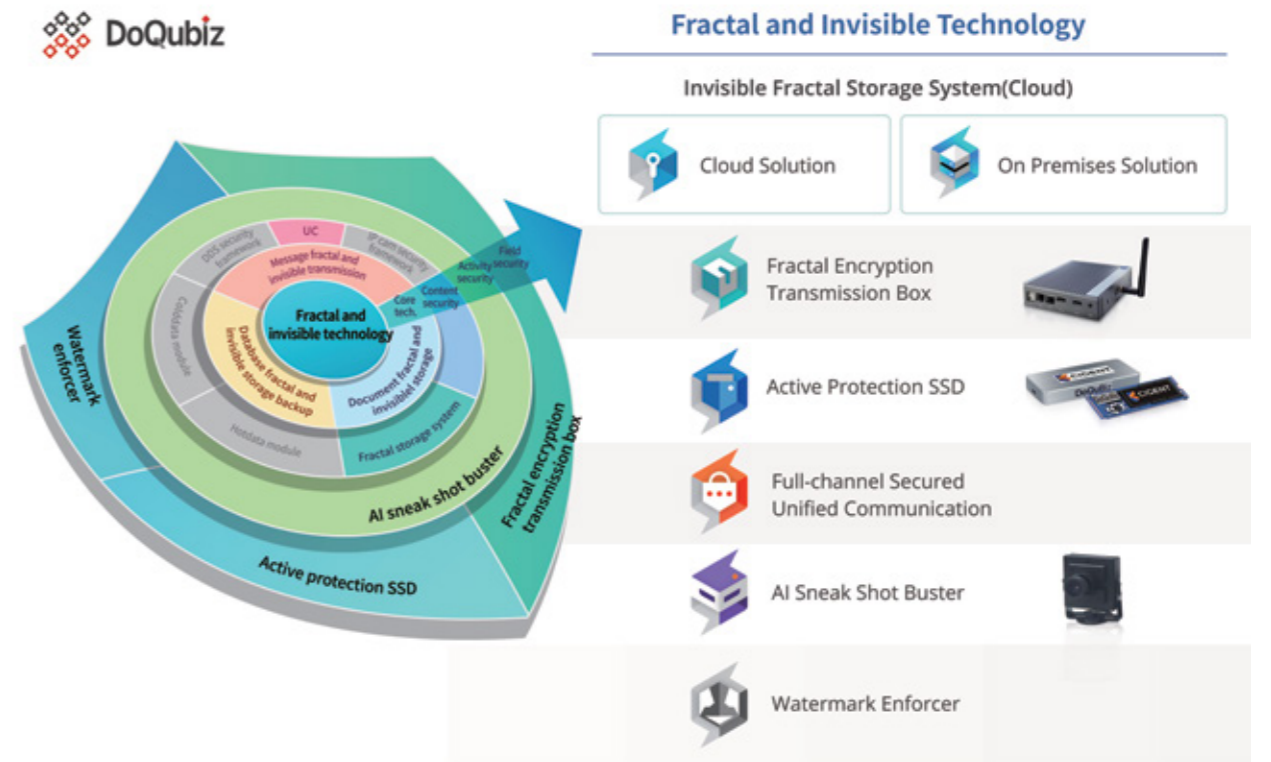 DoQubiz
Fractal and Invisible Technology
Invisible Fractal Storage System(Cloud)
Cloud Solution
On Premises Solution
Fractal Encryption
Transmission Box
Active Protection SSD
CIGENT
DoQubiz
CIGENT
Full-channel Secured
Unified Communication
AI Sneak Shot Buster
Watermark Enforcer
UC
DDS security
framework
IP cam security
framework
Message fractal and
invisible transmission
Field
security
Activity
security
Content
security
Core
tech.
Fractal and
invisible technology
Colddata module
Database fractal and
invisible storage backup
Document fractal and
invisiblel storage
Hotdata module
Fractal storage system
Watermark
enforcer
AI sneak shot buster
Fractal encryption
transmission box
Active protection SSD